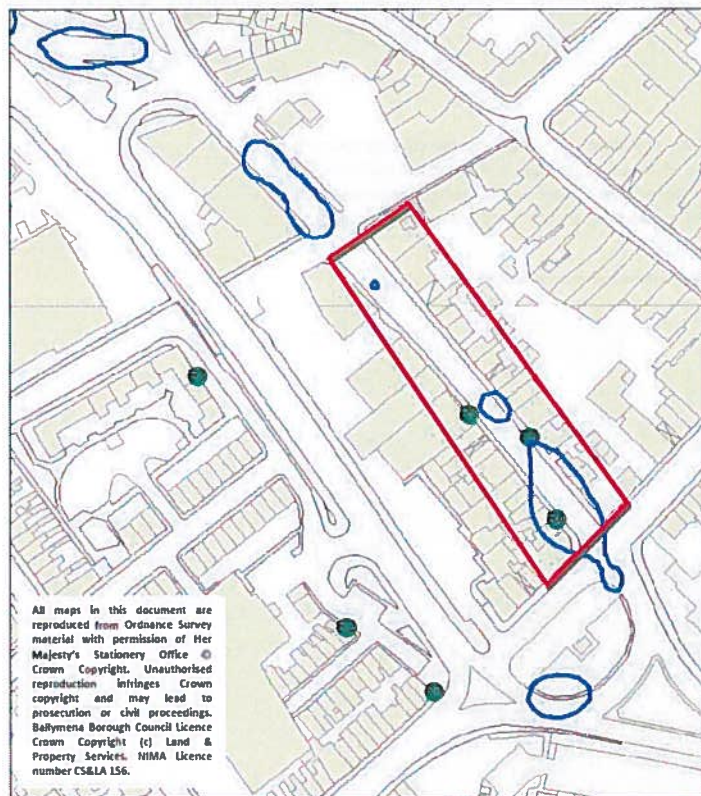 All maps in this document are
reproduced from Ordnance Survey
material with permission of Her
Majesty's Stationery Office ©
Crown Copyright. Unauthorised
reproduction infringes Crown
copyright and may lead to
prosecution or civil proceedings.
Ballymena Borough Council Licence
Crown Copyright (c) Land &
Property Services. NIMA Licence
number CS&LA 156.